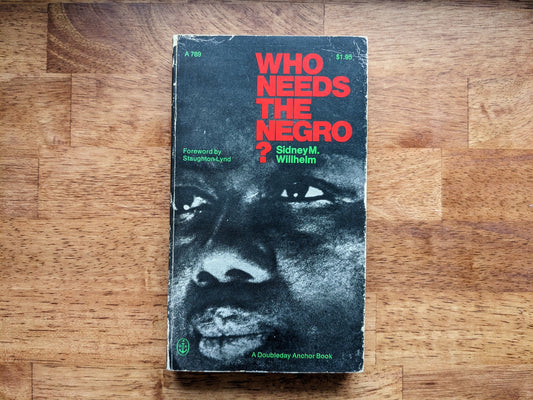 A 789
$1.95
WHO
NEEDS
THE
NEGRO
?
Sidney M.
Willhelm
Foreword by
Staughton Lynd
A Doubleday Anchor Book